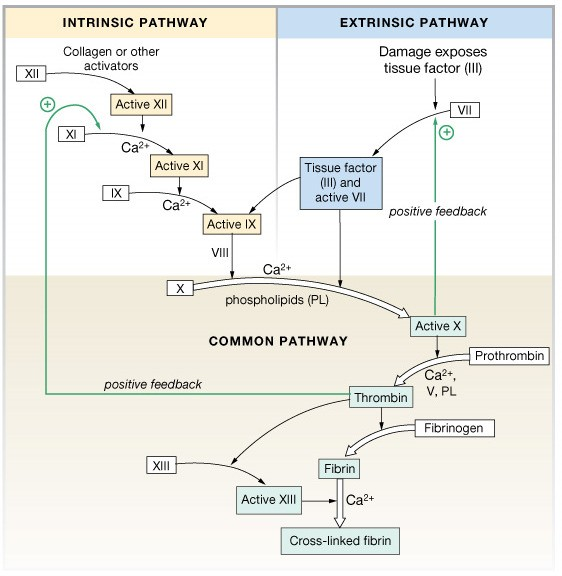 INTRINSIC PATHWAY
EXTRINSIC PATHWAY
Collagen or other
activators
XII
Active XII
XI
Ca2+
Active XI
IX
Ca2+
Active IX
VIII
Damage exposes
tissue factor (III)
VII
Tissue factor
(III) and
active VII
+
positive feedback
+
X
Ca2+
phospholipids (PL)
Active X
COMMON PATHWAY
Prothrombin
Ca2+,
V, PL
positive feedback
Thrombin
Fibrinogen
XIII
Fibrin
Active XIII
Ca2+
Cross-linked fibrin